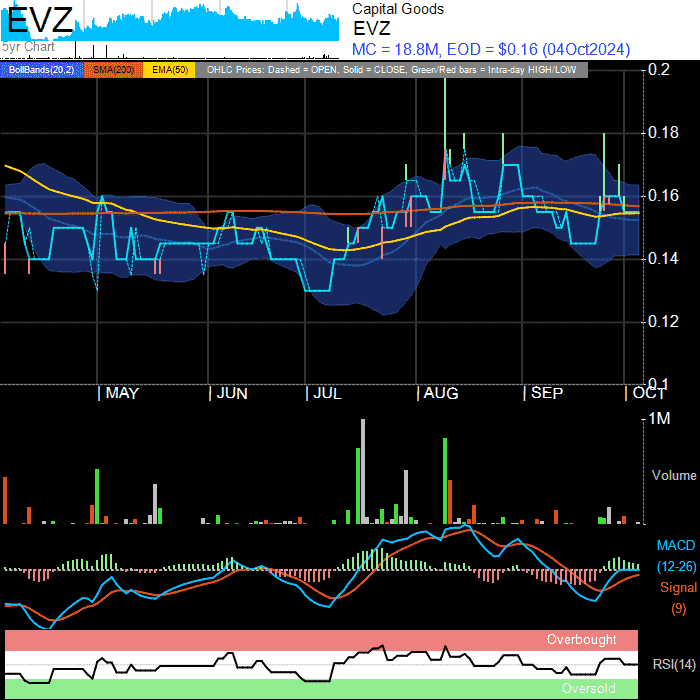 EVZ
5yr Chart
Capital Goods
EVZ
MC = 18.8M, EOD = $0.16 (04Oct2024)
BollBands(20,2) SMA(200) EMA(50) OHLC Prices: Dashed = OPEN, Solid = CLOSE, Green/Red bars = Intra-day HIGH/LOW
0.2
0.18
0.16
0.14
0.12
0.1
| MAY | JUN | JUL | AUG | SEP | OCT
1M
Volume
MACD
(12-26)
Signal
(9)
Overbought
RSI(14)
Oversold